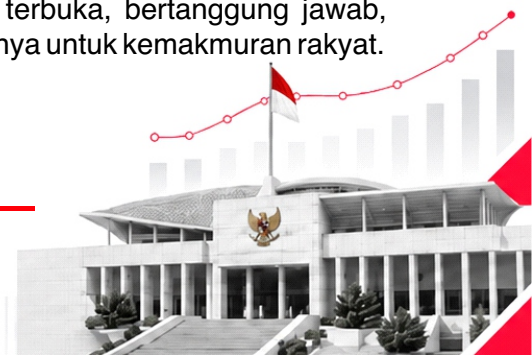 terbuka, bertanggung jawab,
nya untuk kemakmuran rakyat.